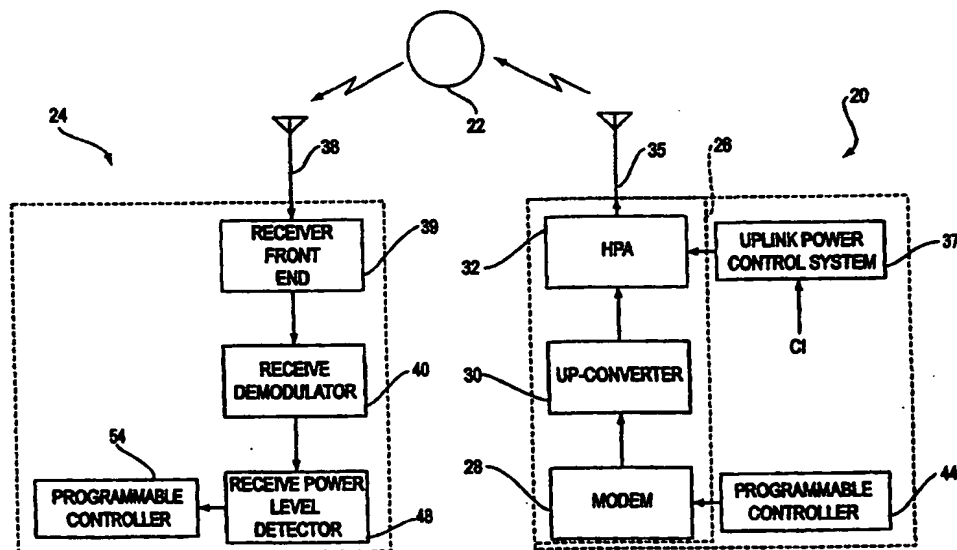 22
24
38
35
26
20
RECEIVER
FRONT
END
39
32
HPA
UPLINK POWER
CONTROL SYSTEM
37
CI
RECEIVE
DEMODULATOR
40
30
UP-CONVERTER
54
PROGRAMMABLE
CONTROLLER
RECEIVE POWER
LEVEL
DETECTOR
48
28
MODEM
PROGRAMMABLE
CONTROLLER
44